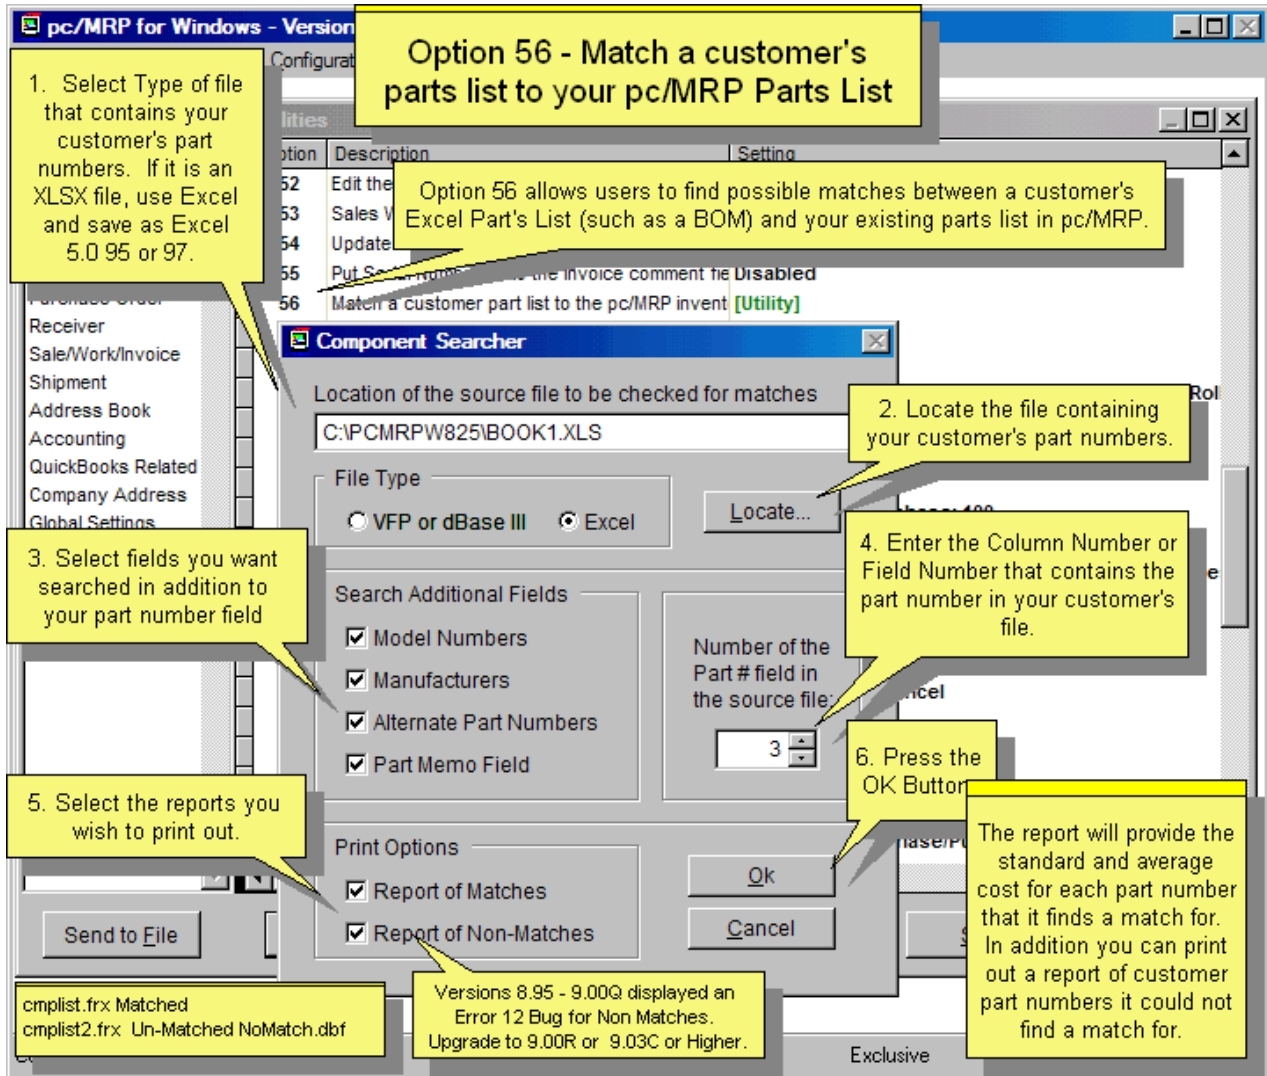 pc/MRP for Windows - Version
Option 56 - Match a customer's
parts list to your pc/MRP Parts List
1. Select Type of file
that contains your
customer's part
numbers. If it is an
XLSX file, use Excel
and save as Excel
5.0 95 or 97.
Option 56 allows users to find possible matches between a customer's
Excel Part's List (such as a BOM) and your existing parts list in pc/MRP.
Description Setting
52 Edit the
53 Sales
54 Update
55 the invoice comment fie Disabled
56 Match a customer part list to the pc/MRP invent [Utility]
Purchase Order
Receiver
Sale/Work/Invoice
Shipment
Address Book
Accounting
QuickBooks Related
Company Address
Global Settings
Component Searcher
Location of the source file to be checked for matches
C:\PCMRPW825\BOOK1.XLS
2. Locate the file containing
your customer's part numbers.
File Type
VFP or dBase III Excel
Locate...
3. Select fields you want
searched in addition to
your part number field
4. Enter the Column Number or
Field Number that contains the
part number in your customer's
file.
Search Additional Fields
Model Numbers
Manufacturers
Alternate Part Numbers
Part Memo Field
Number of the
Part # field in
the source file:
3
5. Select the reports you
wish to print out.
6. Press the
OK Button
Print Options
Report of Matches
Report of Non-Matches
Ok
Cancel
The report will provide the
standard and average
cost for each part number
that it finds a match for.
In addition you can print
out a report of customer
part numbers it could not
find a match for.
Send to File
cmplist.frx Matched
cmplist2.frx Un-Matched NoMatch.dbf
Versions 8.95 - 9.00Q displayed an
Error 12 Bug for Non Matches.
Upgrade to 9.00R or 9.03C or Higher.
Exclusive